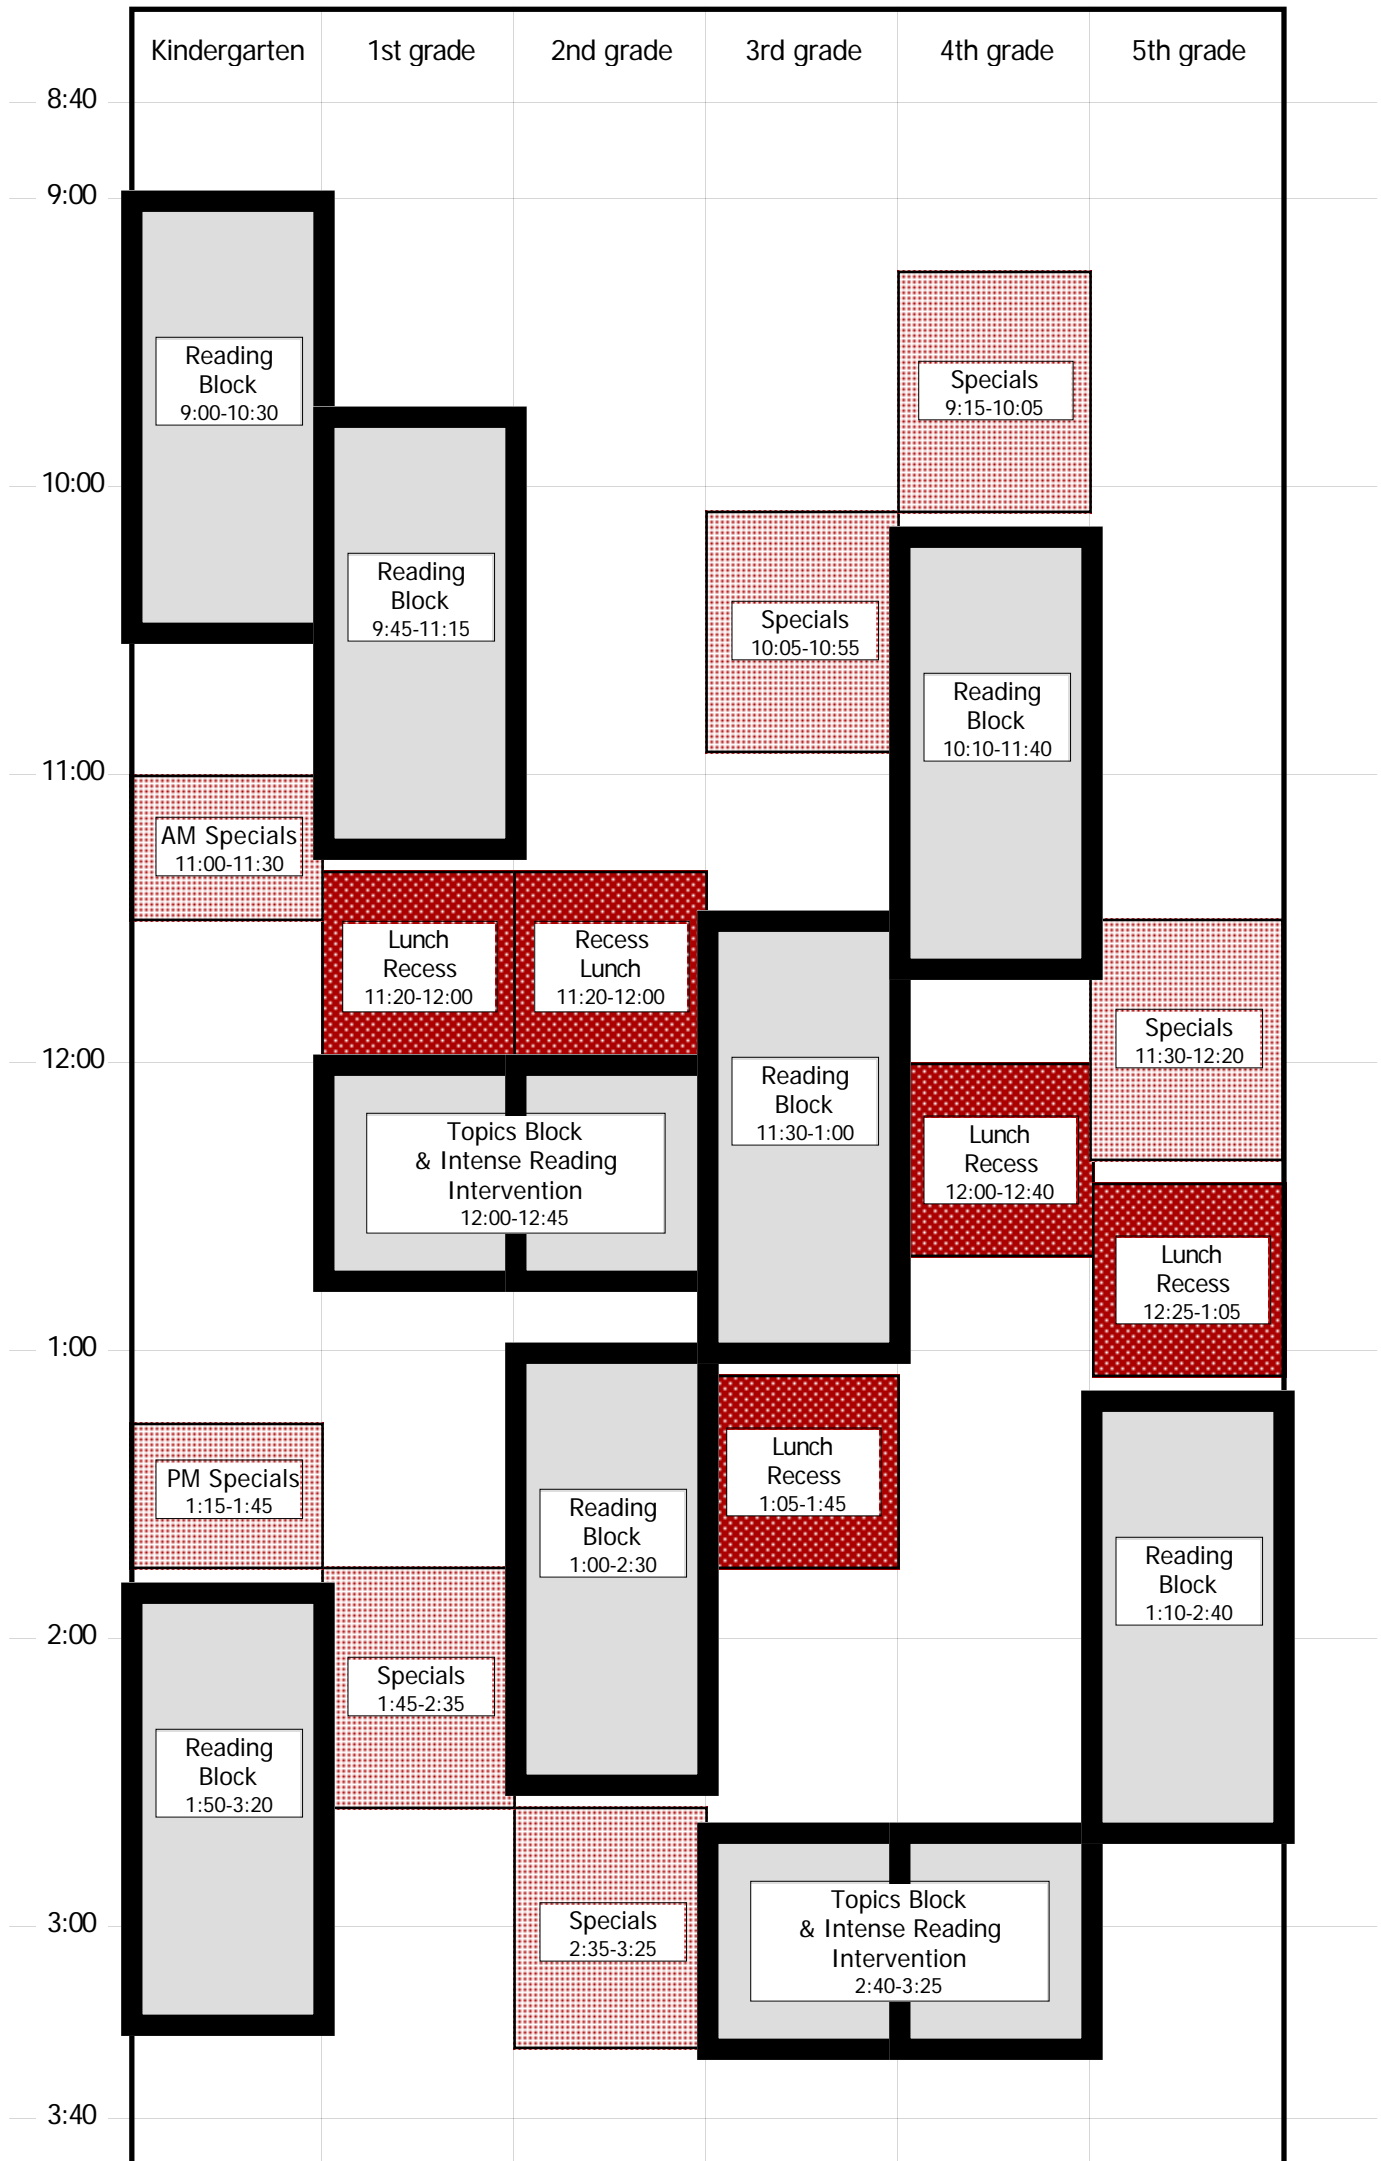 Kindergarten
1st grade
2nd grade
3rd grade
4th grade
5th grade
8:40
9:00
10:00
11:00
12:00
1:00
2:00
3:00
3:40
Reading
Block
9:00-10:30
AM Specials
11:00-11:30
PM Specials
1:15-1:45
Reading
Block
1:50-3:20
Reading
Block
9:45-11:15
Lunch
Recess
11:20-12:00
Recess
Lunch
11:20-12:00
Topics Block
& Intense Reading
Intervention
12:00-12:45
Specials
1:45-2:35
Reading
Block
1:00-2:30
Specials
2:35-3:25
Specials
10:05-10:55
Reading
Block
11:30-1:00
Lunch
Recess
1:05-1:45
Topics Block
& Intense Reading
Intervention
2:40-3:25
Specials
9:15-10:05
Reading
Block
10:10-11:40
Lunch
Recess
12:00-12:40
Specials
11:30-12:20
Lunch
Recess
12:25-1:05
Reading
Block
1:10-2:40